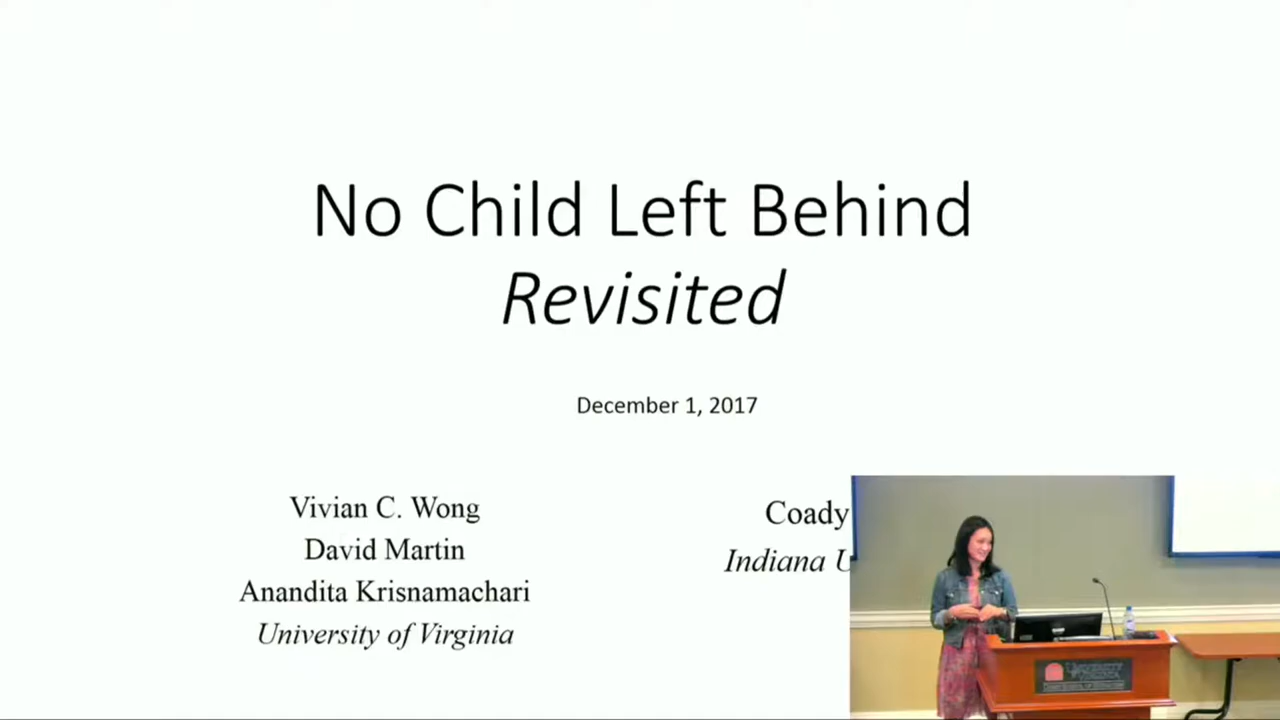 No Child Left Behind
Revisited
December 1, 2017
Vivian C. Wong
David Martin
Anandita Krisnamachari
University of Virginia
Coady
Indiana U
UNIVERSITY